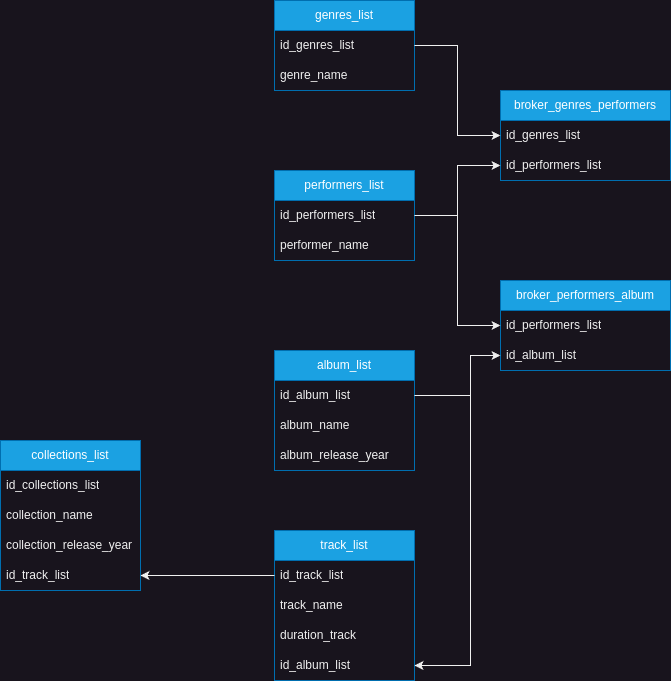 genres_list
id_genres_list
genre_name
broker_genres_performers
id_genres_list
id_performers_list
performers_list
id_performers_list
performer_name
broker_performers_album
id_performers_list
id_album_list
album_list
id_album_list
album_name
album_release_year
collections_list
id_collections_list
collection_name
collection_release_year
id_track_list
track_list
id_track_list
track_name
duration_track
id_album_list